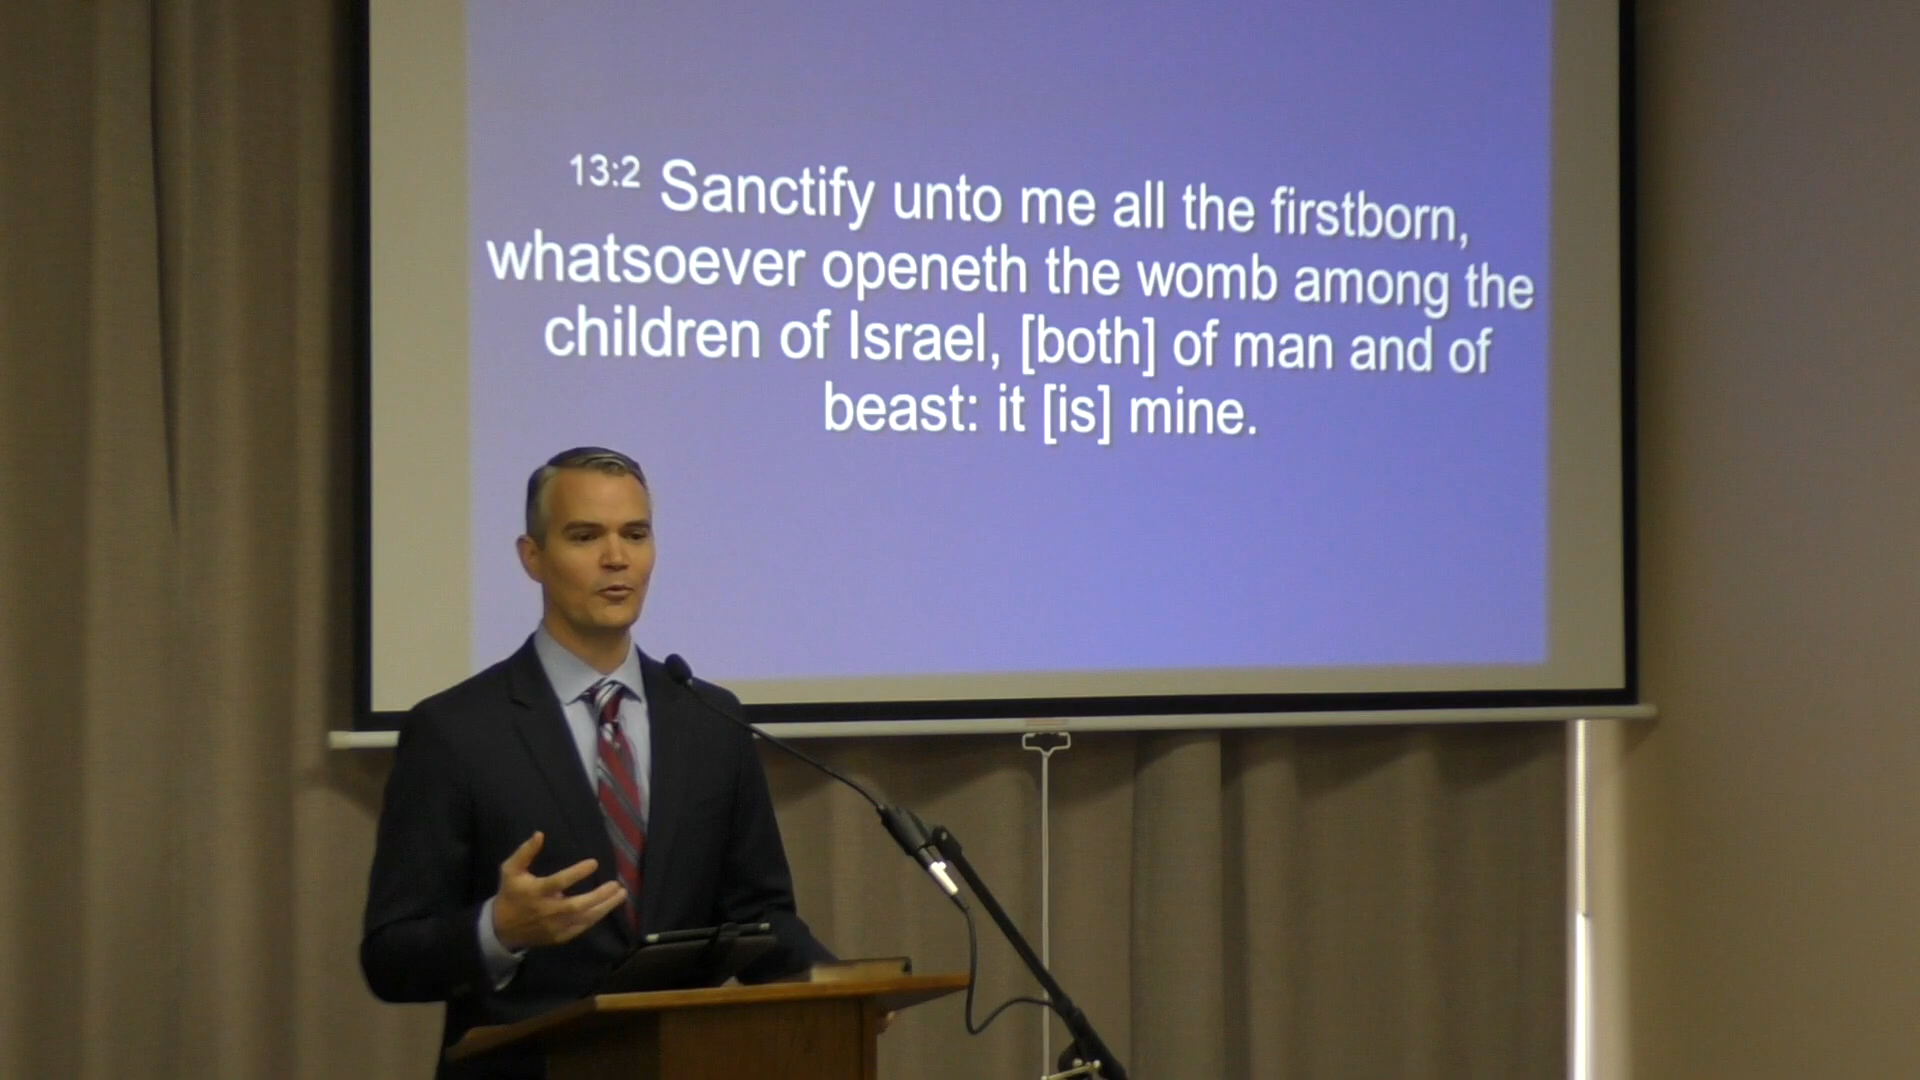 13:2 Sanctify unto me all the firstborn,
whatsoever openeth the womb among the
children of Israel, [both] of man and of
beast: it [is] mine.